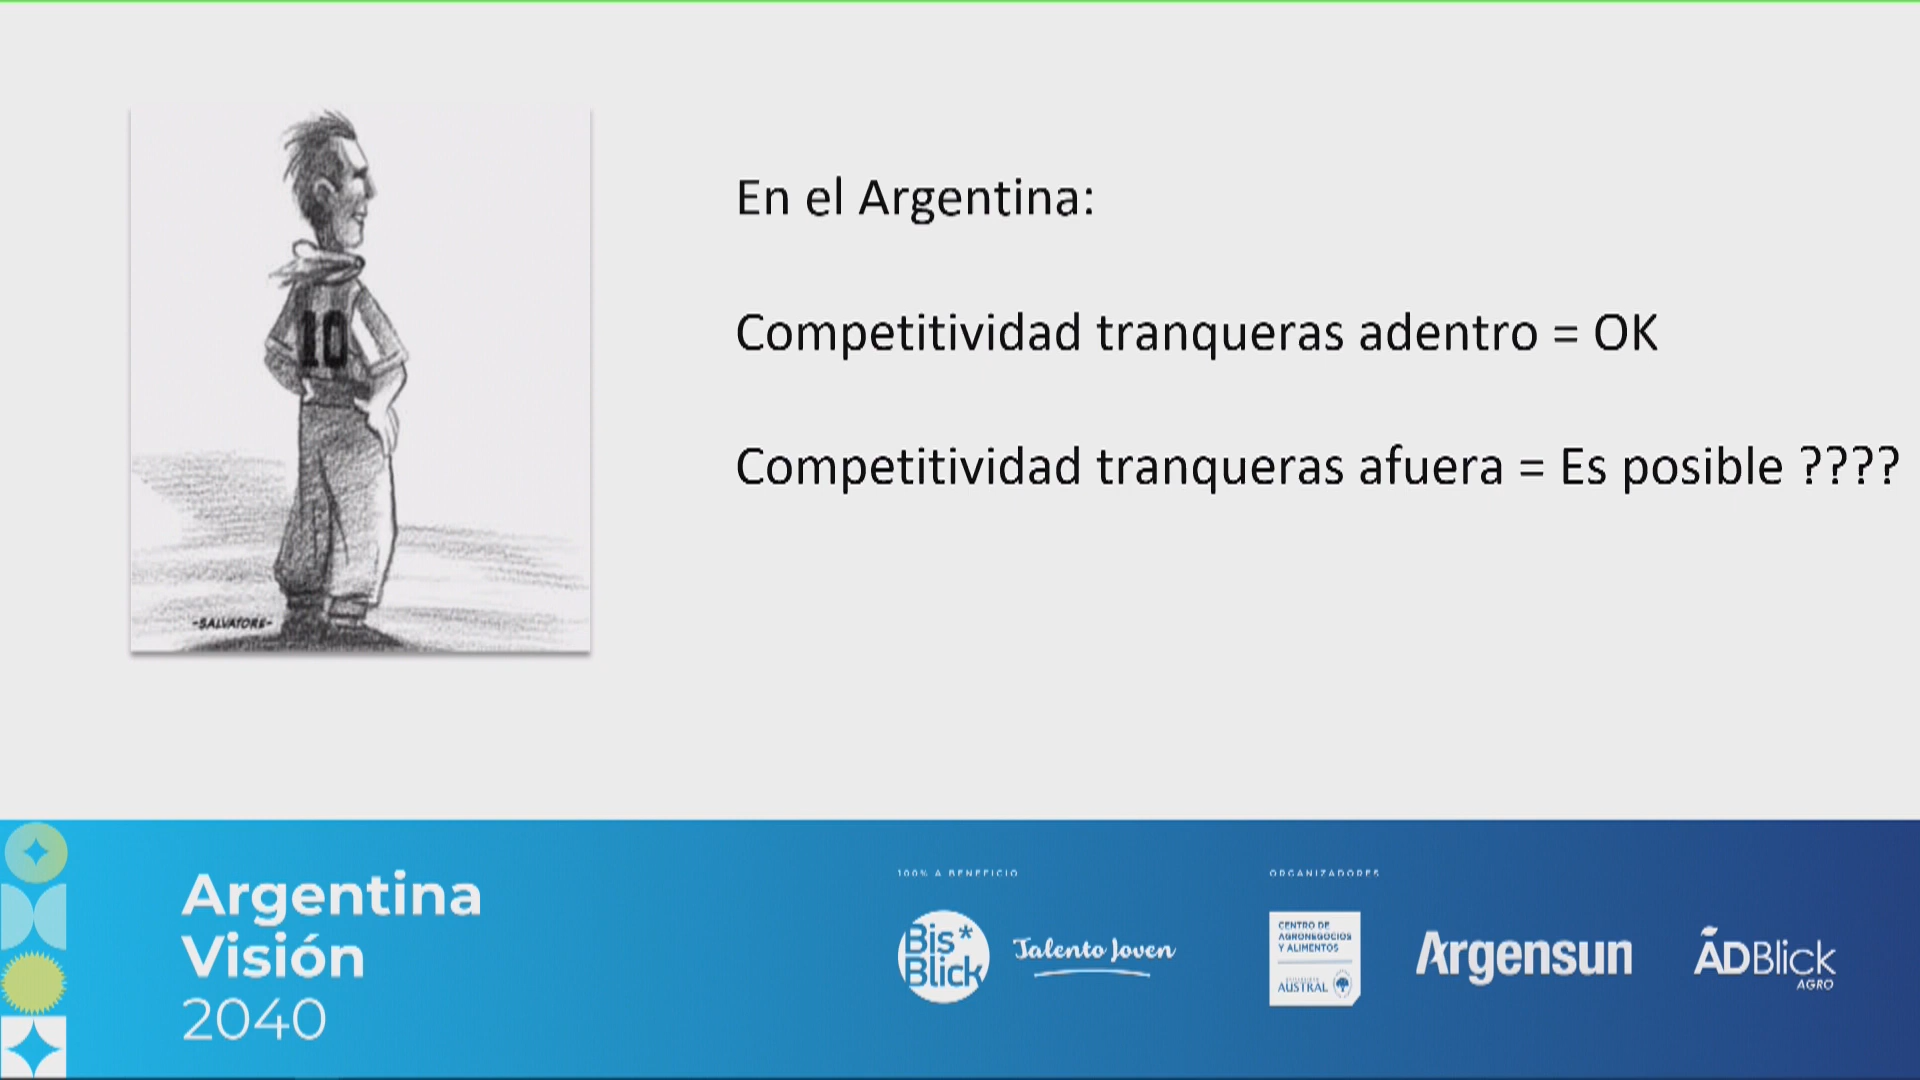 10
-SALVATORE-
En el Argentina:
Competitividad tranqueras adentro = OK
Competitividad tranqueras afuera = Es posible ????
Argentina
Visión
2040
100% A BENEFICIO
Bis*
Blick
Talento Joven
ORGANIZADORES
CENTRO DE
AGRONEGOCIOS
Y ALIMENTOS
AUSTRAL
Argensun
ADBlick
AGRO